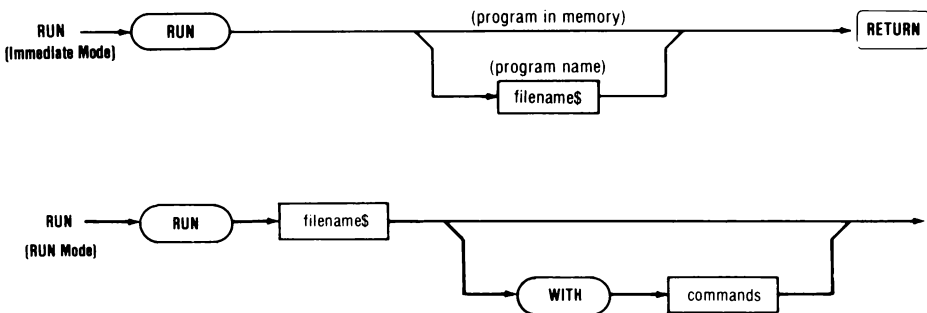 (program in memory)
RUN
(Immediate Mode)
RUN
RETURN
(program name)
filename$
RUN
(RUN Mode)
RUN
filename$
WITH
commands